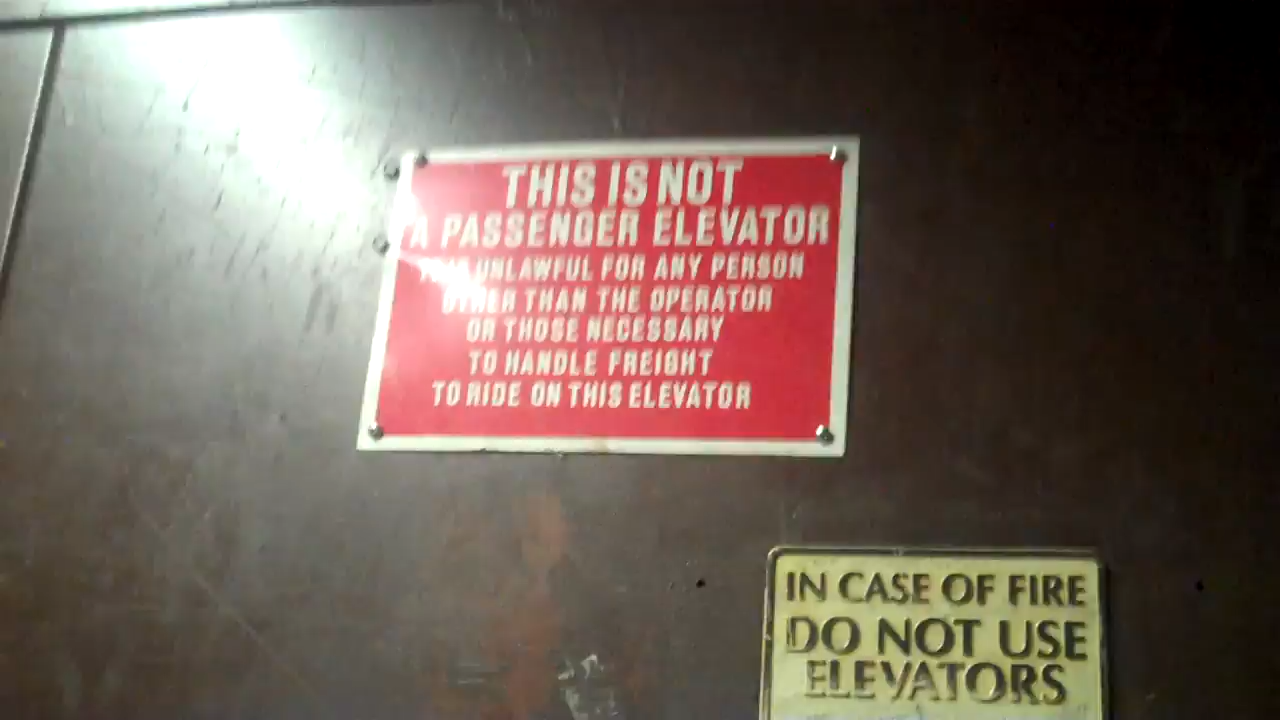 THIS IS NOT
A PASSENGER ELEVATOR
UNLAWFUL FOR ANY PERSON
OTHER THAN THE OPERATOR
OR THOSE NECESSARY
TO HANDLE FREIGHT
TO RIDE ON THIS ELEVATOR
IN CASE OF FIRE
DO NOT USE
ELEVATORS